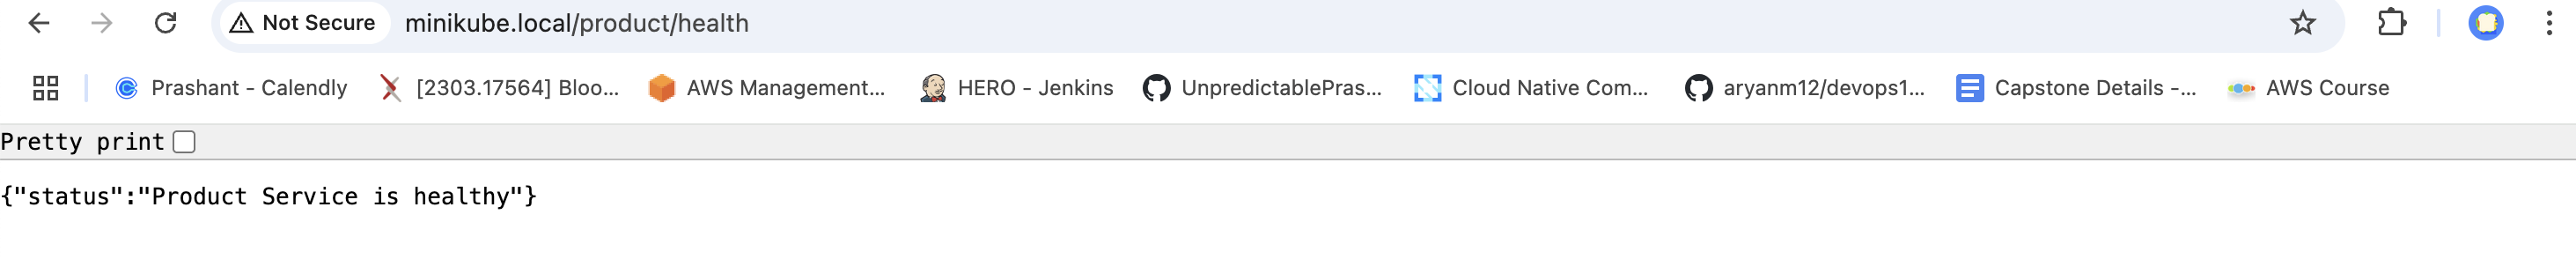 Not Secure minikube.local/product/health
Prashant - Calendly [2303.17564] Bloo... AWS Management... HERO - Jenkins UnpredictablePras... Cloud Native Com... aryanm12/devops1... Capstone Details -... AWS Course
Pretty print
{"status":"Product Service is healthy"}